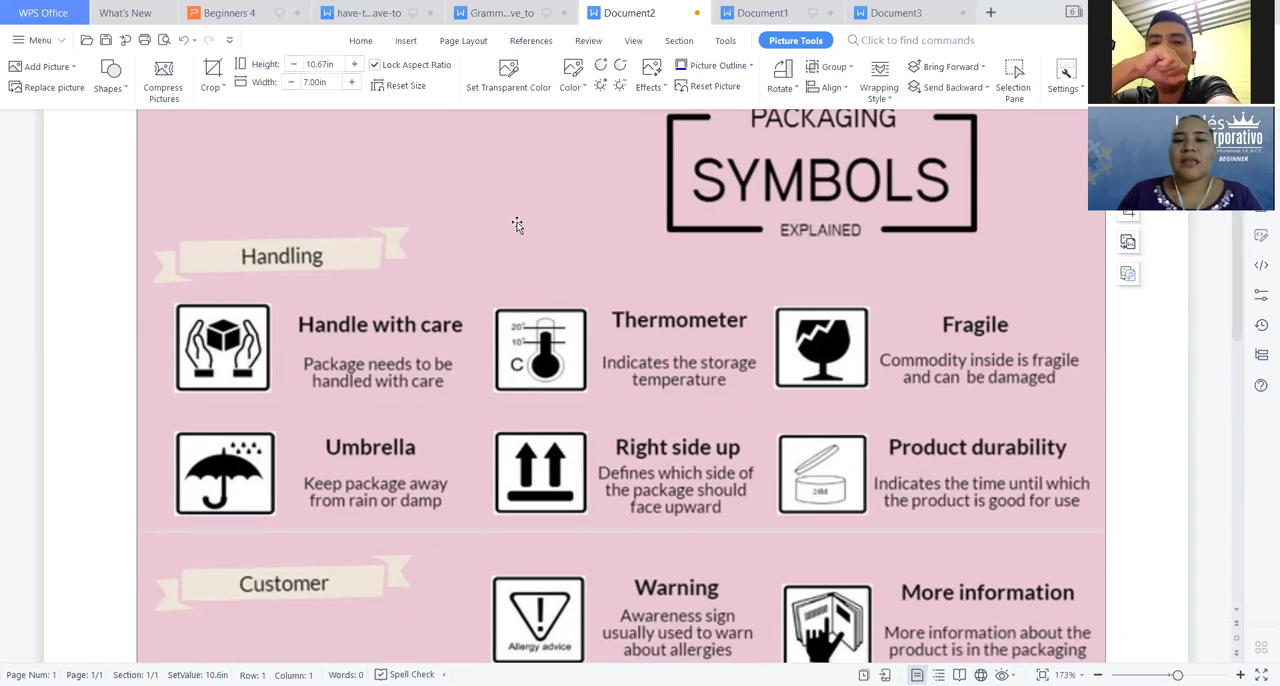 WPS Office
What's New
Beginners 4
have-t...ave-to
Gramm...ve_to
Document2
Document1
Document3
6
Menu
Home
Insert
Page Layout
References
Review
View
Section
Tools
Picture Tools
Click to find commands
Add Picture
Replace picture
Shapes
Compress Pictures
Crop
Height: 10.67in
Width: 7.00in
Lock Aspect Ratio
Reset Size
Set Transparent Color
Color
Effects
Picture Outline
Reset Picture
Rotate
Group
Align
Wrapping Style
Bring Forward
Send Backward
Selection Pane
Settings
BEGINNER
PACKAGING
SYMBOLS
EXPLAINED
Handling
Handle with care
Package needs to be
handled with care
20°
10°
C
Thermometer
Indicates the storage
temperature
Fragile
Commodity inside is fragile
and can be damaged
Umbrella
Keep package away
from rain or damp
Right side up
Defines which side of
the package should
face upward
24M
Product durability
Indicates the time until which
the product is good for use
Customer
Allergy advice
Warning
Awareness sign
usually used to warn
about allergies
More information
More information about the
product is in the packaging
Page Num: 1
Page: 1/1
Section: 1/1
SetValue: 10.6in
Row: 1
Column: 1
Words: 0
Spell Check
173%